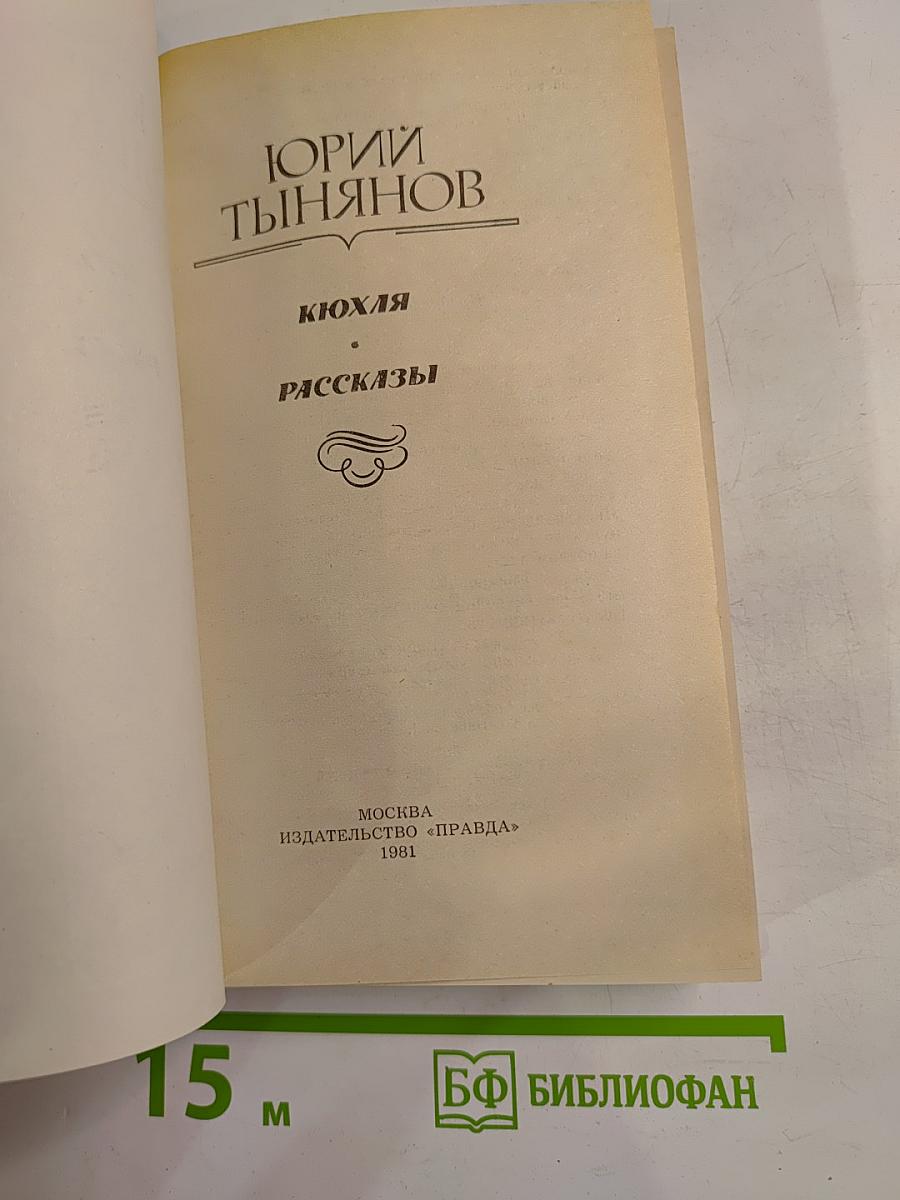 ЮРИЙ
ТЫНЯНОВ
КЮХЛЯ
•
РАССКАЗЫ
МОСКВА
ИЗДАТЕЛЬСТВО «ПРАВДА»
1981
15 м
БФ БИБЛИОФАН